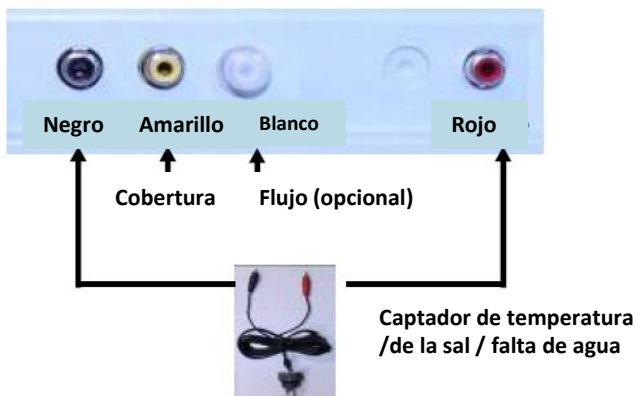 Negro Amarillo Blanco Rojo
Cobertura Flujo (opcional)
Captador de temperatura
/de la sal / falta de agua